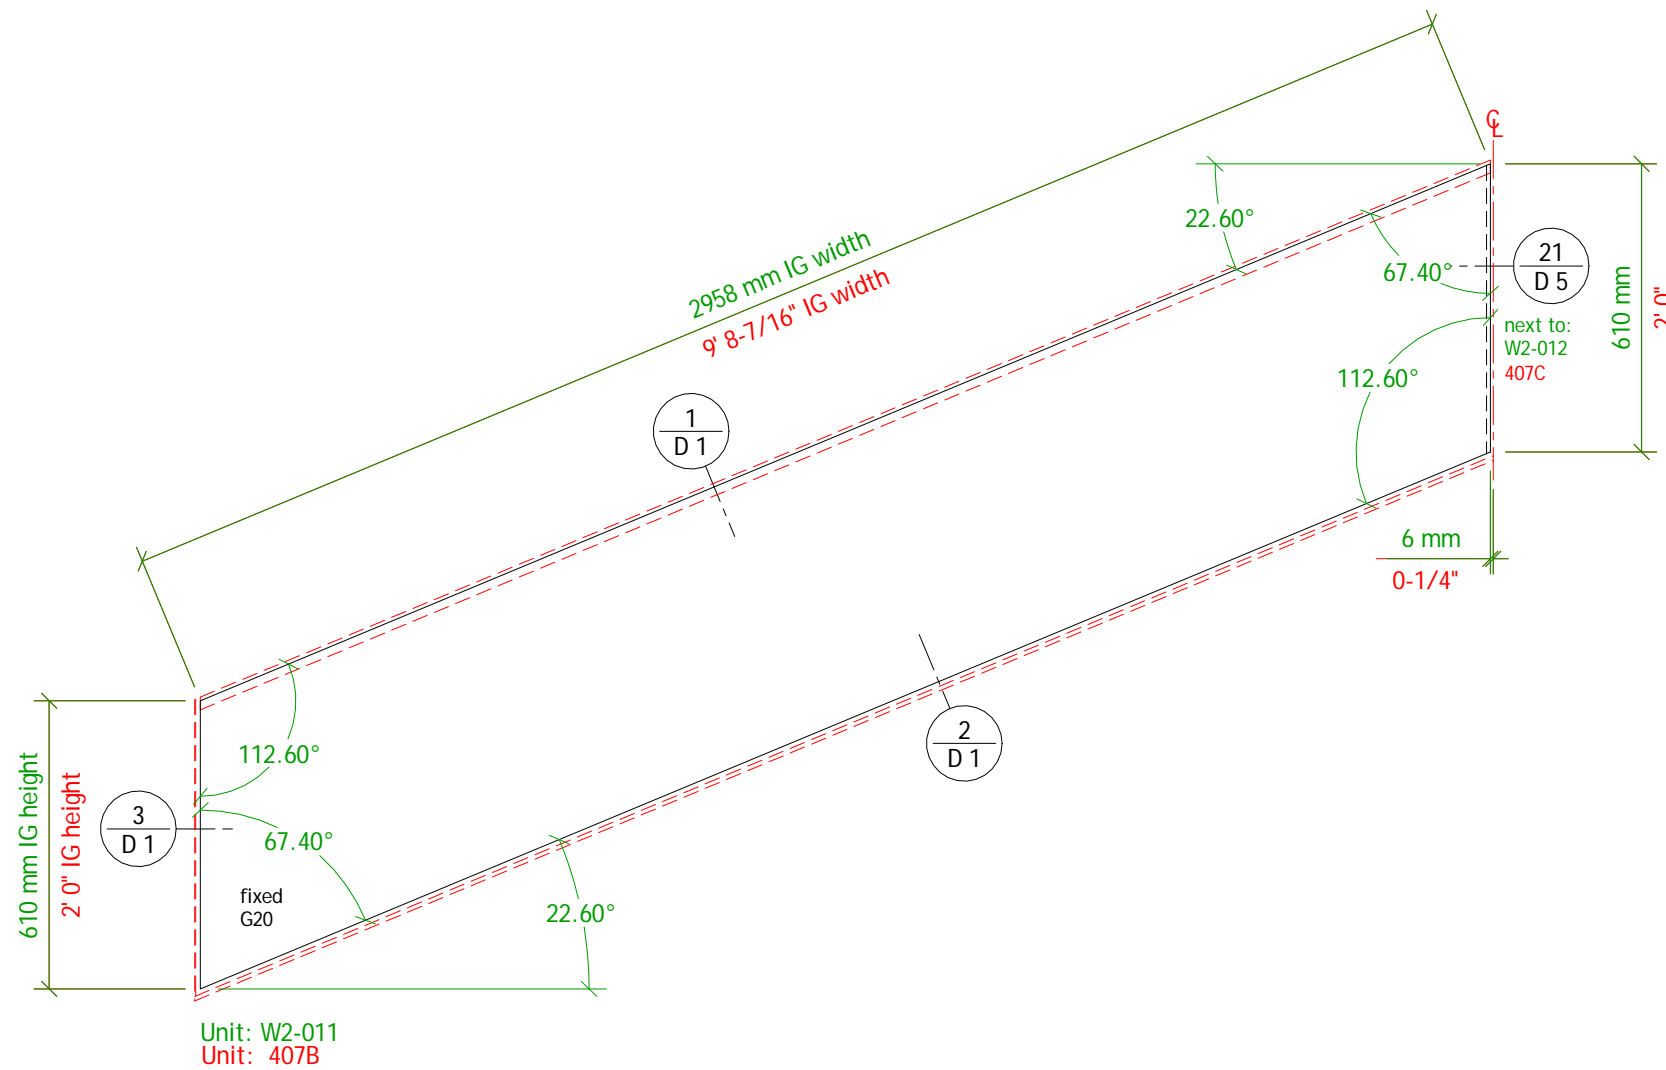 ℄
22.60°
2958 mm IG width
9' 8-7/16" IG width
67.40°
21
D 5
610 mm
2' 0"
next to:
W2-012
407C
112.60°
1
D 1
6 mm
0-1/4"
112.60°
2
D 1
610 mm IG height
2' 0" IG height
3
D 1
67.40°
fixed
G20
22.60°
Unit: W2-011
Unit: 407B